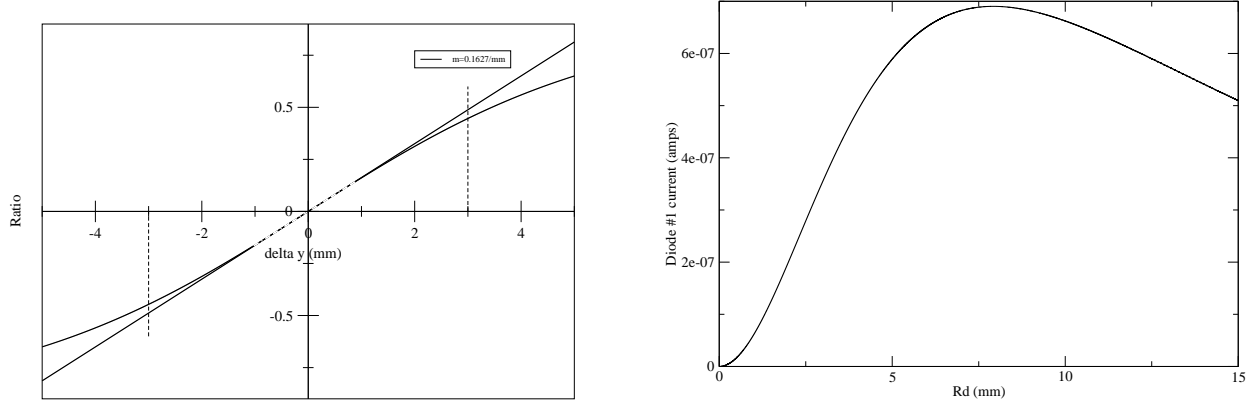 m=0.1627/mm
0.5
0
-0.5
-4
-2
0
2
4
delta y (mm)
Ratio
6e-07
4e-07
2e-07
0
0
5
10
15
Rd (mm)
Diode #1 current (amps)